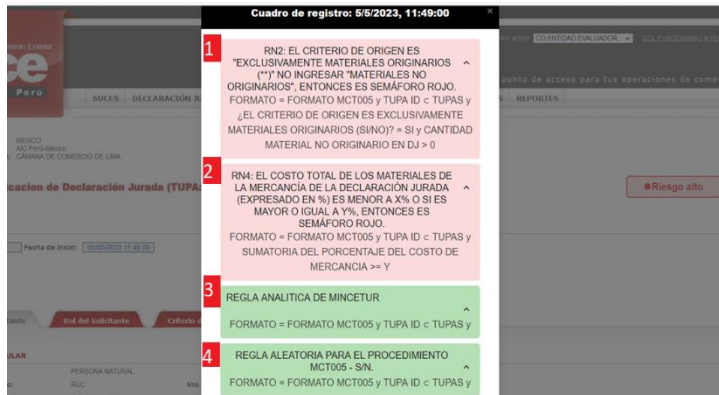 Cuadro de registro: 5/5/2023, 11:49:00
CO.ENTIDAD EVALUADOR
ce
Perú
punto de acceso para tus operaciones de
SUCES DECLARACIÓN
REPORTES
1
RN2: EL CRITERIO DE ORIGEN ES
"EXCLUSIVAMENTE MATERIALES ORIGINARIOS
(**)" NO INGRESAR "MATERIALES NO
ORIGINARIOS", ENTONCES ES SEMÁFORO ROJO.
FORMATO = FORMATO MCT005 y TUPA ID ⊂ TUPAS y
¿EL CRITERIO DE ORIGEN ES EXCLUSIVAMENTE
MATERIALES ORIGINARIOS (SI/NO)? = SI y CANTIDAD
MATERIAL NO ORIGINARIO EN DJ > 0
MEXICO
AIC Perú-México
CÁMARA DE COMERCIO DE LIMA
2
RN4: EL COSTO TOTAL DE LOS MATERIALES DE
LA MERCANCÍA DE LA DECLARACIÓN JURADA
(EXPRESADO EN %) ES MENOR A X% O SI ES
MAYOR O IGUAL A Y%, ENTONCES ES
SEMÁFORO ROJO.
FORMATO = FORMATO MCT005 y TUPA ID ⊂ TUPAS y
SUMATORIA DEL PORCENTAJE DEL COSTO DE
MERCANCIA >= Y
icacion de Declaración Jurada (TUPA:
Riesgo alto
Fecha de Inicio: 05/05/2023 11:40:00
3
REGLA ANALITICA DE MINCETUR
FORMATO = FORMATO MCT005 y TUPA ID ⊂ TUPAS y
Rol del Solicitante
Criterio d
4
REGLA ALEATORIA PARA EL PROCEDIMIENTO
MCT005 - S/N.
FORMATO = FORMATO MCT005 y TUPA ID ⊂ TUPAS y
PERSONA NATURAL
RUC
Nro.